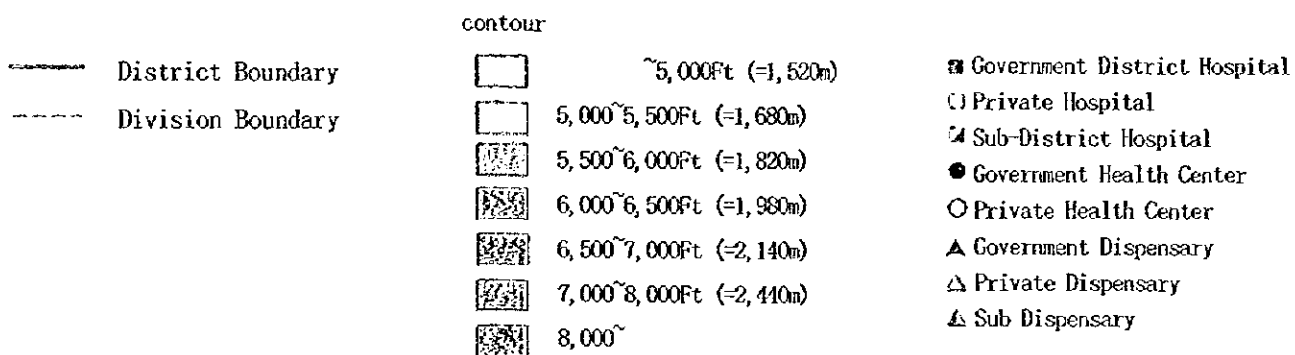 contour
District Boundary
Division Boundary
~5,000Ft (=1,520m)
5,000~5,500Ft (=1,680m)
5,500~6,000Ft (=1,820m)
6,000~6,500Ft (=1,980m)
6,500~7,000Ft (=2,140m)
7,000~8,000Ft (=2,440m)
8,000~
Government District Hospital
Private Hospital
Sub-District Hospital
Government Health Center
Private Health Center
Government Dispensary
Private Dispensary
Sub Dispensary